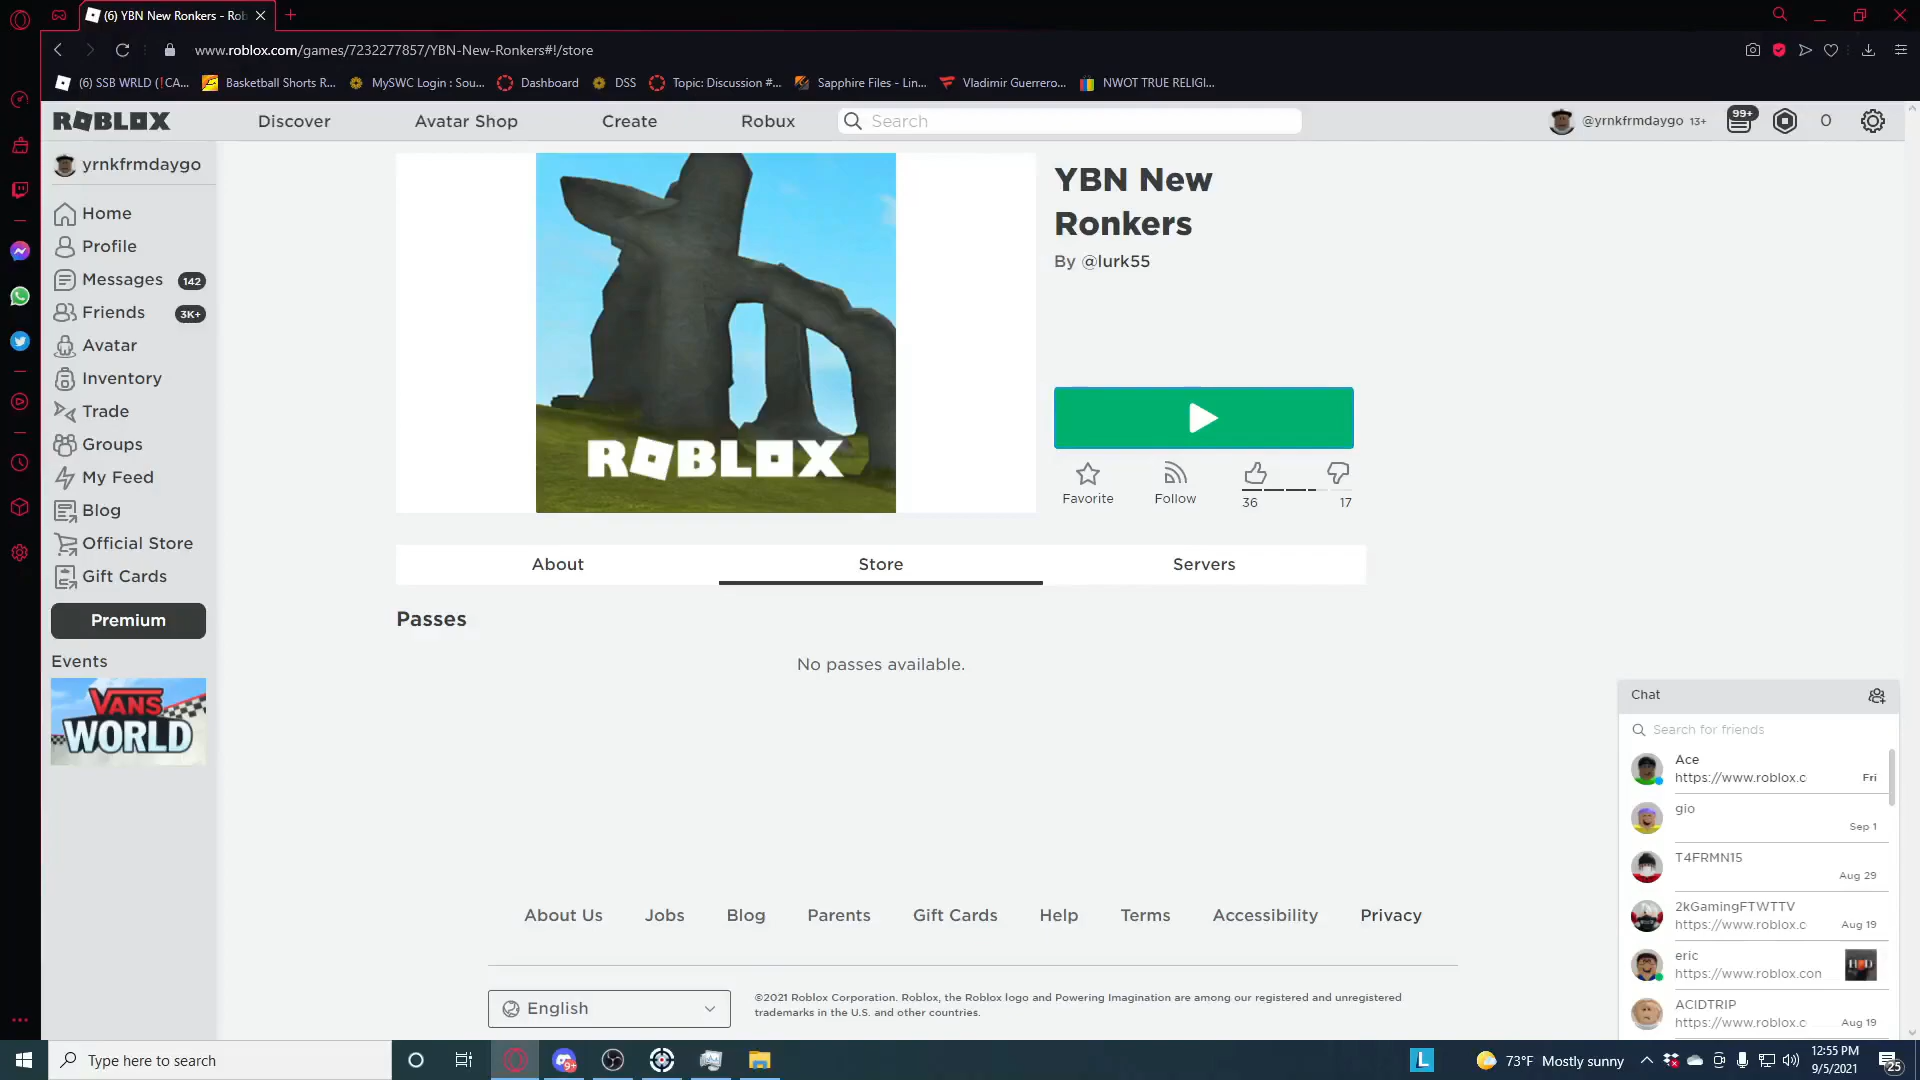 (6) YBN New Ronkers - Rob
www.roblox.com/games/7232277857/YBN-New-Ronkers#!/store
(6) SSB WRLD (❗CA...
Basketball Shorts R...
MySWC Login : Sou...
Dashboard
DSS
Topic: Discussion #...
Sapphire Files - Lin...
Vladimir Guerrero...
NWOT TRUE RELIGI...
ROBLOX
Discover
Avatar Shop
Create
Robux
Search
@yrnkfrmdaygo 13+
99+
0
yrnkfrmdaygo
Home
Profile
Messages 142
Friends 3K+
Avatar
Inventory
Trade
Groups
My Feed
Blog
Official Store
Gift Cards
Premium
Events
VANS
WORLD
ROBLOX
YBN New
Ronkers
By @lurk55
Favorite
Follow
36
17
About
Store
Servers
Passes
No passes available.
Chat
Search for friends
Ace
https://www.roblox.c
Fri
gio
Sep 1
T4FRMN15
Aug 29
2kGamingFTWTTV
https://www.roblox.c
Aug 19
eric
https://www.roblox.con
ACIDTRIP
https://www.roblox.c
Aug 19
About Us
Jobs
Blog
Parents
Gift Cards
Help
Terms
Accessibility
Privacy
English
©2021 Roblox Corporation. Roblox, the Roblox logo and Powering Imagination are among our registered and unregistered
trademarks in the U.S. and other countries.
Type here to search
9+
L
73°F Mostly sunny
12:55 PM
9/5/2021
25